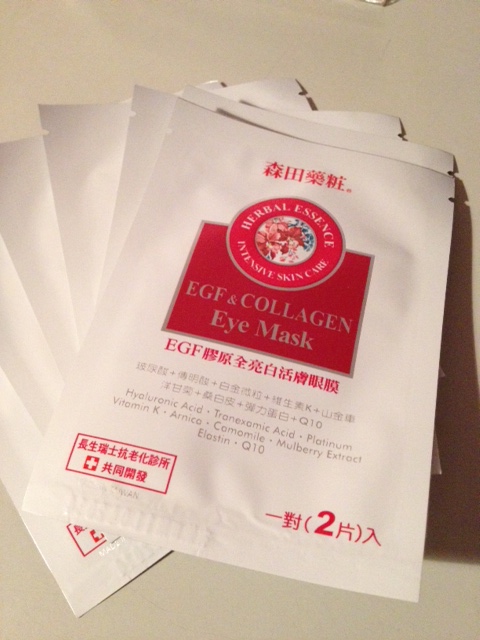 森田藥粧®
HERBAL ESSENCE
INTENSIVE SKIN CARE
EGF & COLLAGEN
Eye Mask
EGF膠原全亮白活膚眼膜
玻尿酸+傳明酸+白金微粒+維生素K+山金車
洋甘菊+桑白皮+彈力蛋白+Q10
Hyaluronic Acid・Tranexamic Acid・Platinum
Vitamin K・Arnica・Camomile・Mulberry Extract
Elastin・Q10
長生瑞士抗老化診所
共同開發
一對(2片)入
長生